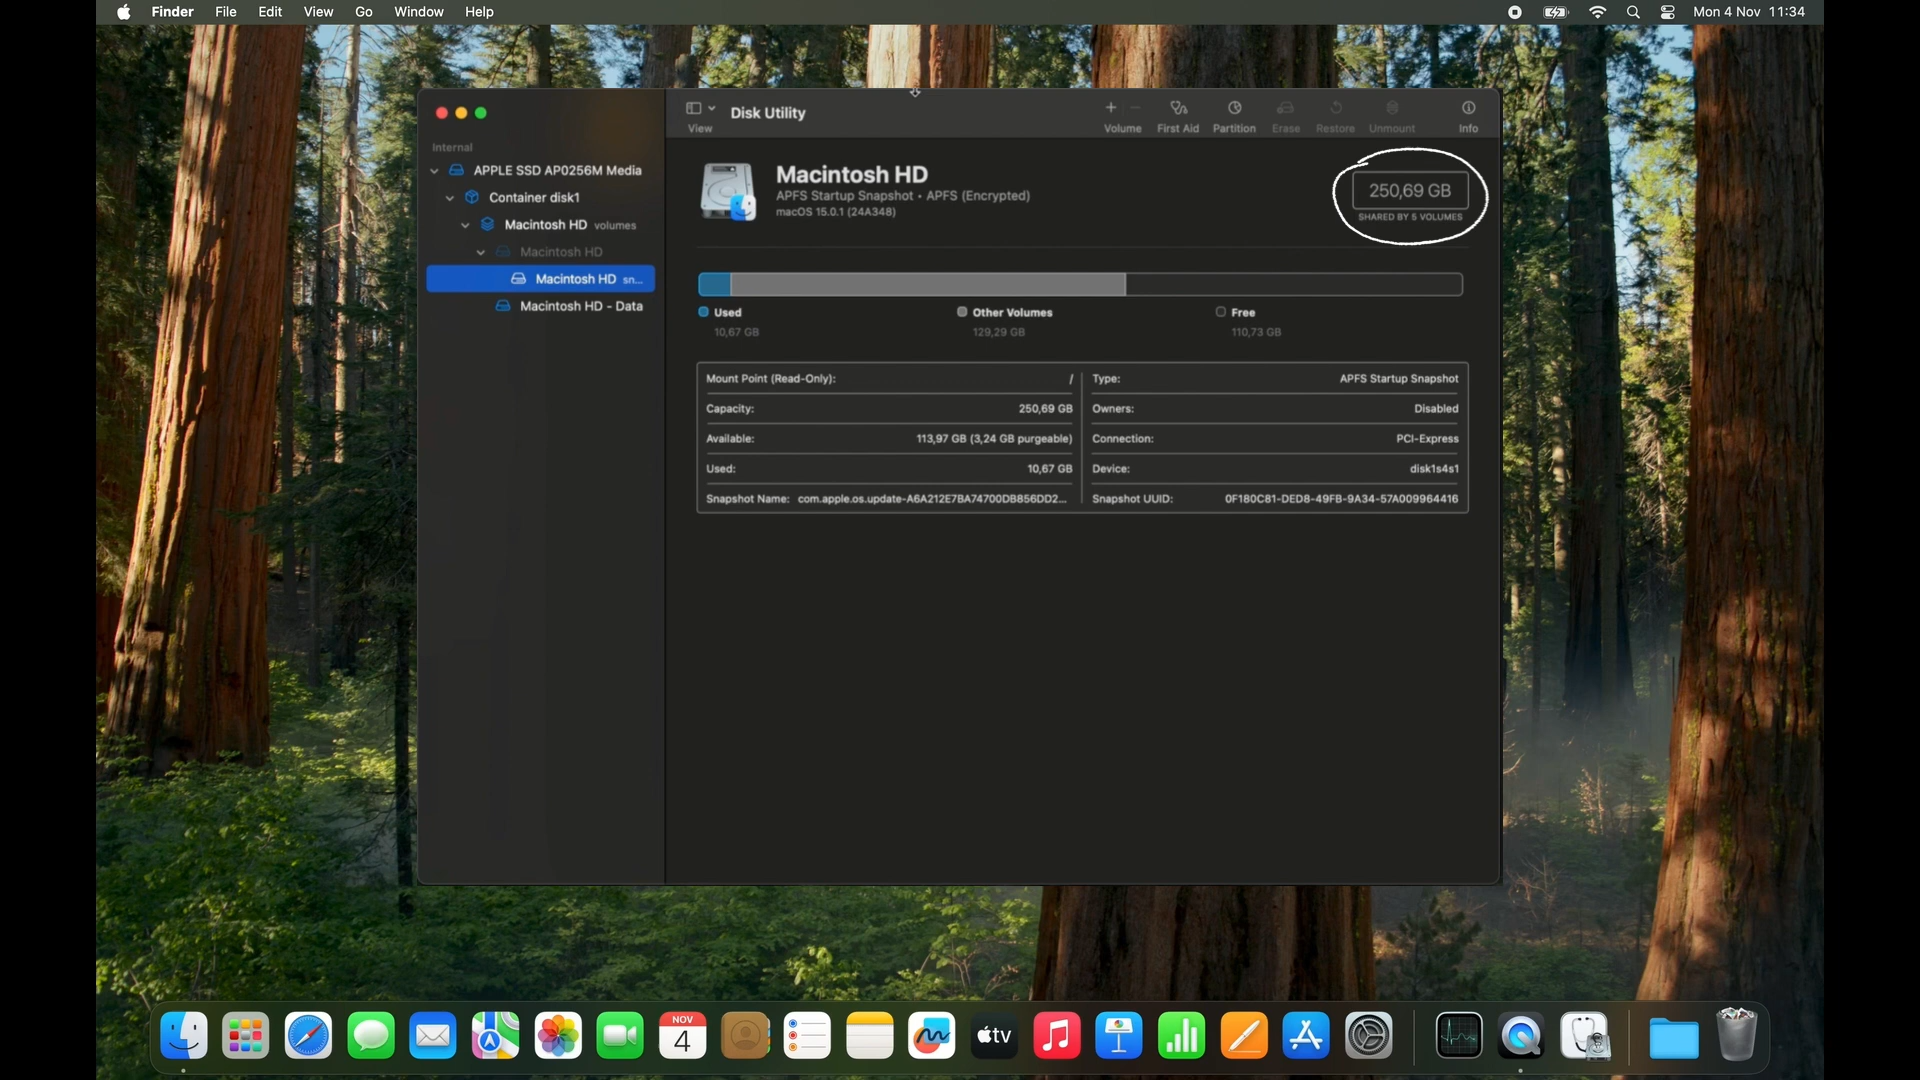 Finder File Edit View Go Window Help Mon 4 Nov 11:34
View
Disk Utility
Volume First Aid Partition Erase Restore Unmount Info
Internal
APPLE SSD AP0256M Media
Container disk1
Macintosh HD volumes
Macintosh HD
Macintosh HD sn...
Macintosh HD - Data
Macintosh HD
APFS Startup Snapshot • APFS (Encrypted)
macOS 15.0.1 (24A348)
250,69 GB
SHARED BY 5 VOLUMES
Used
10,67 GB
Other Volumes
129,29 GB
Free
110,73 GB
Mount Point (Read-Only): /
Capacity: 250,69 GB
Available: 113,97 GB (3,24 GB purgeable)
Used: 10,67 GB
Snapshot Name: com.apple.os.update-A6A212E7BA74700DB856DD2...
Type: APFS Startup Snapshot
Owners: Disabled
Connection: PCI-Express
Device: disk1s4s1
Snapshot UUID: 0F180C81-DED8-49FB-9A34-57A009964416
NOV
4
tv